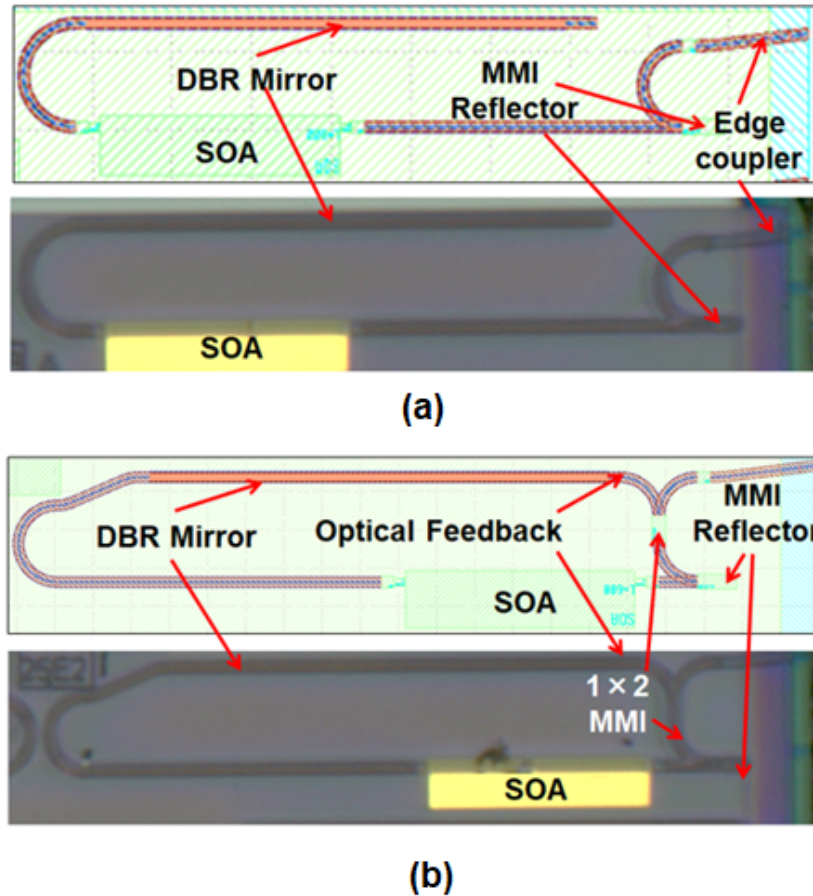 DBR Mirror
MMI
Reflector
Edge
coupler
SOA
SOA
(a)
DBR Mirror
Optical Feedback
MMI
Reflector
SOA
2SE2
1 × 2
MMI
SOA
(b)